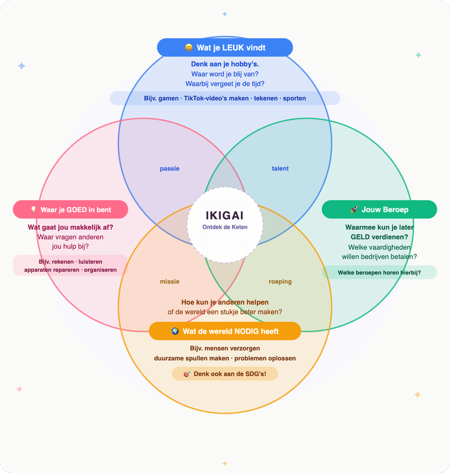 😀 Wat je LEUK vindt
Denk aan je hobby's.
Waar word je blij van?
Waarbij vergeet je de tijd?
Bijv. gamen · TikTok-video's maken · tekenen · sporten
passie
talent
💡 Waar je GOED in bent
Wat gaat jou makkelijk af?
Waar vragen anderen
jou hulp bij?
Bijv. rekenen · luisteren
apparaten repareren · organiseren
IKIGAI
Ontdek de Keten
🚀 Jouw Beroep
Waarmee kun je later
GELD verdienen?
Welke vaardigheden
willen bedrijven betalen?
Welke beroepen horen hierbij?
missie
roeping
Hoe kun je anderen helpen
of de wereld een stukje beter maken?
🌍 Wat de wereld NODIG heeft
Bijv. mensen verzorgen
duurzame spullen maken · problemen oplossen
🎯 Denk ook aan de SDG's!